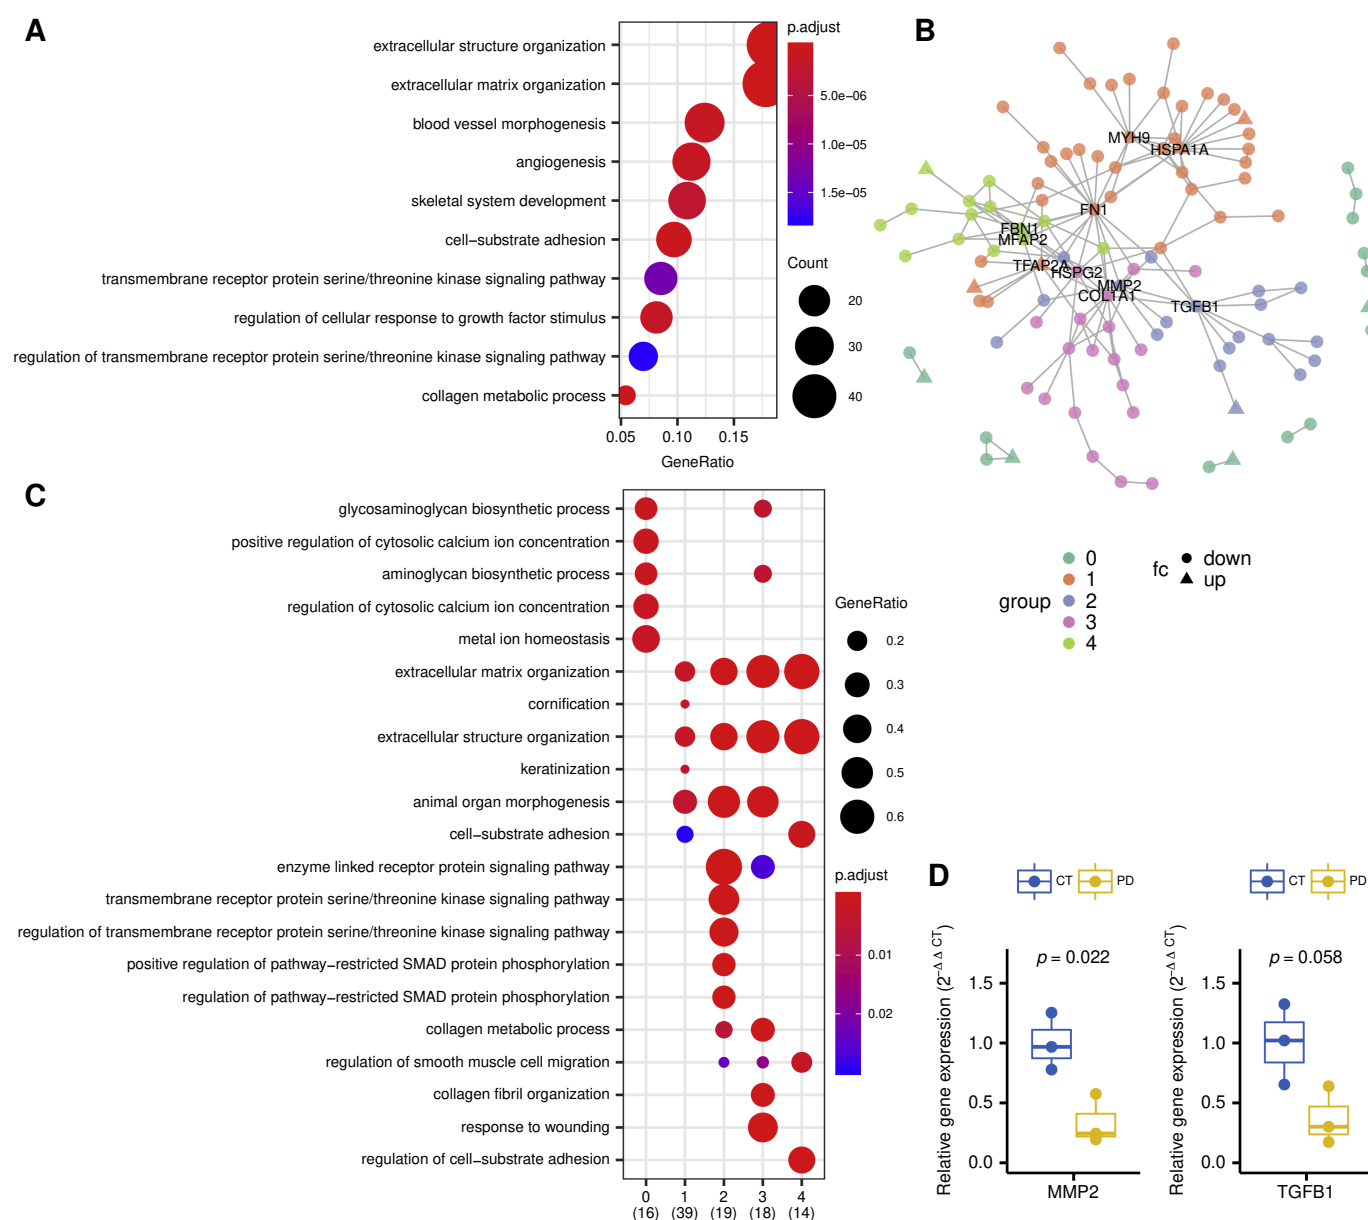 A
extracellular structure organization
extracellular matrix organization
blood vessel morphogenesis
angiogenesis
skeletal system development
cell−substrate adhesion
transmembrane receptor protein serine/threonine kinase signaling pathway
regulation of cellular response to growth factor stimulus
regulation of transmembrane receptor protein serine/threonine kinase signaling pathway
collagen metabolic process
0.05 0.10 0.15
GeneRatio
p.adjust
5.0e−06
1.0e−05
1.5e−05
Count
20
30
40
B
MYH9
HSPA1A
FN1
FBN1
MFAP2
TFAP2A
HSPG2
MMP2
COL1A1
TGFB1
group
0
1
2
3
4
fc
down
up
C
glycosaminoglycan biosynthetic process
positive regulation of cytosolic calcium ion concentration
aminoglycan biosynthetic process
regulation of cytosolic calcium ion concentration
metal ion homeostasis
extracellular matrix organization
cornification
extracellular structure organization
keratinization
animal organ morphogenesis
cell−substrate adhesion
enzyme linked receptor protein signaling pathway
transmembrane receptor protein serine/threonine kinase signaling pathway
regulation of transmembrane receptor protein serine/threonine kinase signaling pathway
positive regulation of pathway−restricted SMAD protein phosphorylation
regulation of pathway−restricted SMAD protein phosphorylation
collagen metabolic process
regulation of smooth muscle cell migration
collagen fibril organization
response to wounding
regulation of cell−substrate adhesion
0 1 2 3 4
(16) (39) (19) (18) (14)
GeneRatio
0.2
0.3
0.4
0.5
0.6
p.adjust
0.01
0.02
D
CT PD
Relative gene expression (2−Δ Δ CT)
p = 0.022
1.5
1.0
0.5
0.0
MMP2
CT PD
Relative gene expression (2−Δ Δ CT)
p = 0.058
1.5
1.0
0.5
0.0
TGFB1